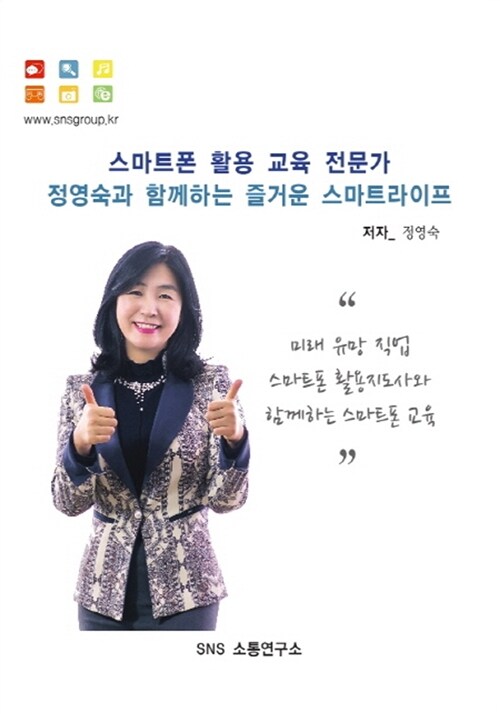 www.snsgroup.kr
스마트폰 활용 교육 전문가
정영숙과 함께하는 즐거운 스마트라이프
저자_ 정영숙
“
미래 유망 직업
스마트폰 활용지도사와
함께하는 스마트폰 교육
”
SNS 소통연구소